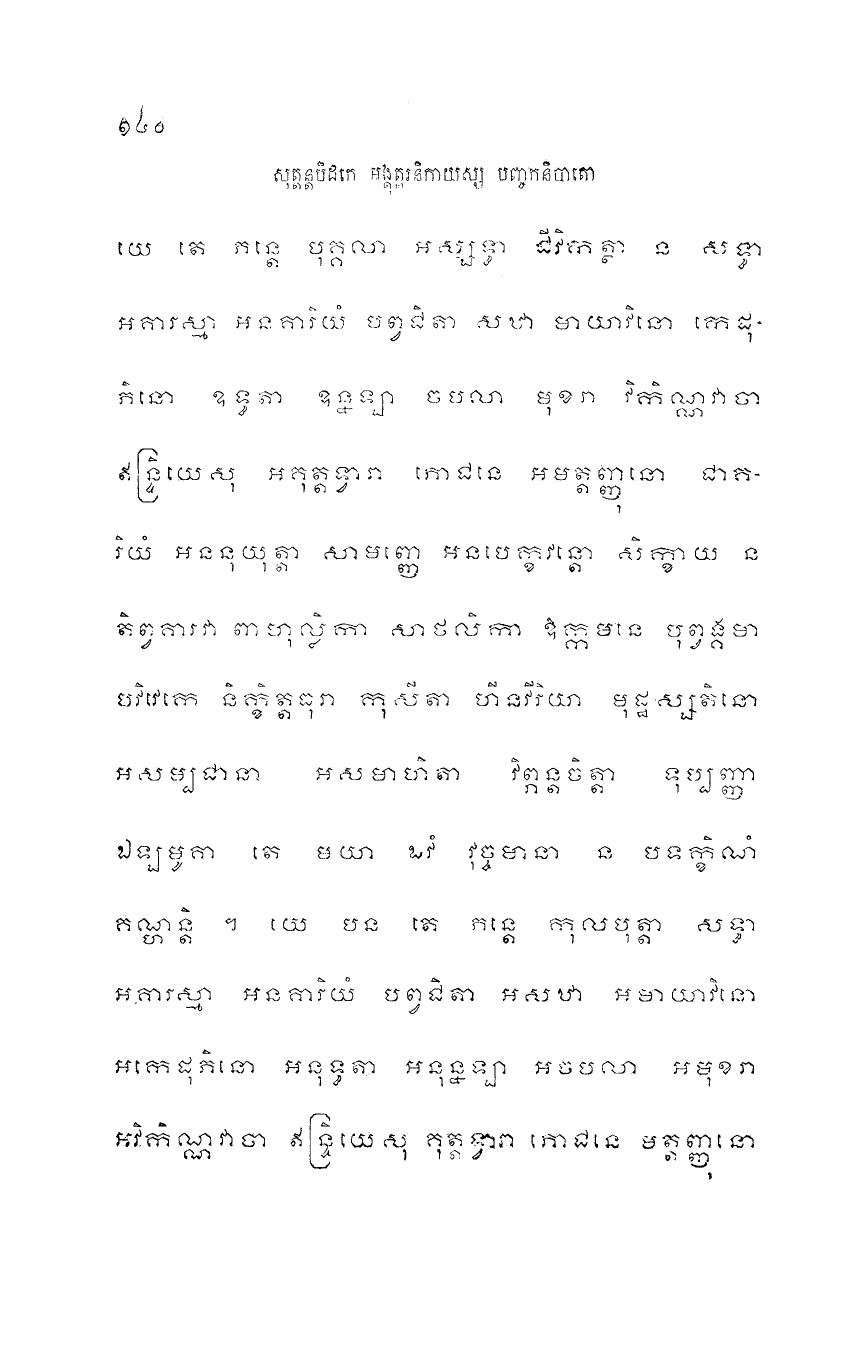 ២៤០
សុត្តន្តបិដកេ អង្គុត្តរនិកាយស្ស បញ្ចកនិបាតោ
យេ តេ ភន្តេ បុគ្គលា អស្សទ្ធា ជីវិកត្ថា ន សទ្ធា
អគារស្មា អនគារិយំ បព្វជិតា សឋា មាយាវិនោ កេដុ-
ភិនោ ឧទ្ធតា ឧន្នឡា ចបលា មុខរា វិកិណ្ណវាចា
ឥន្ទ្រិយេសុ អគុត្តទ្វារា ភោជនេ អមត្តញ្ញុនោ ជាគ-
រិយំ អននុយុត្តា សាមញ្ញេ អនបេក្ខវន្តោ សិក្ខាយ ន
តិព្វគារវា ពាហុល្លិកា សាថលិកា ឱក្កមនេ បុព្វង្គមា
បវិវេកេ និក្ខិត្តធុរា កុសីតា ហីនវីរិយា មុដ្ឋស្សតិនោ
អសម្បជានា អសមាហិតា វិព្ភន្តចិត្តា ទុប្បញ្ញា
ឯឡមូគា តេ មយា ឯវំ វុច្ចមានា ន បទក្ខិណំ
គណ្ហន្តិ ។ យេ បន តេ ភន្តេ កុលបុត្តា សទ្ធា
អគារស្មា អនគារិយំ បព្វជិតា អសឋា អមាយាវិនោ
អកេដុភិនោ អនុទ្ធតា អនុន្នឡា អចបលា អមុខរា
អវិកិណ្ណវាចា ឥន្ទ្រិយេសុ គុត្តទ្វារា ភោជនេ មត្តញ្ញុនោ